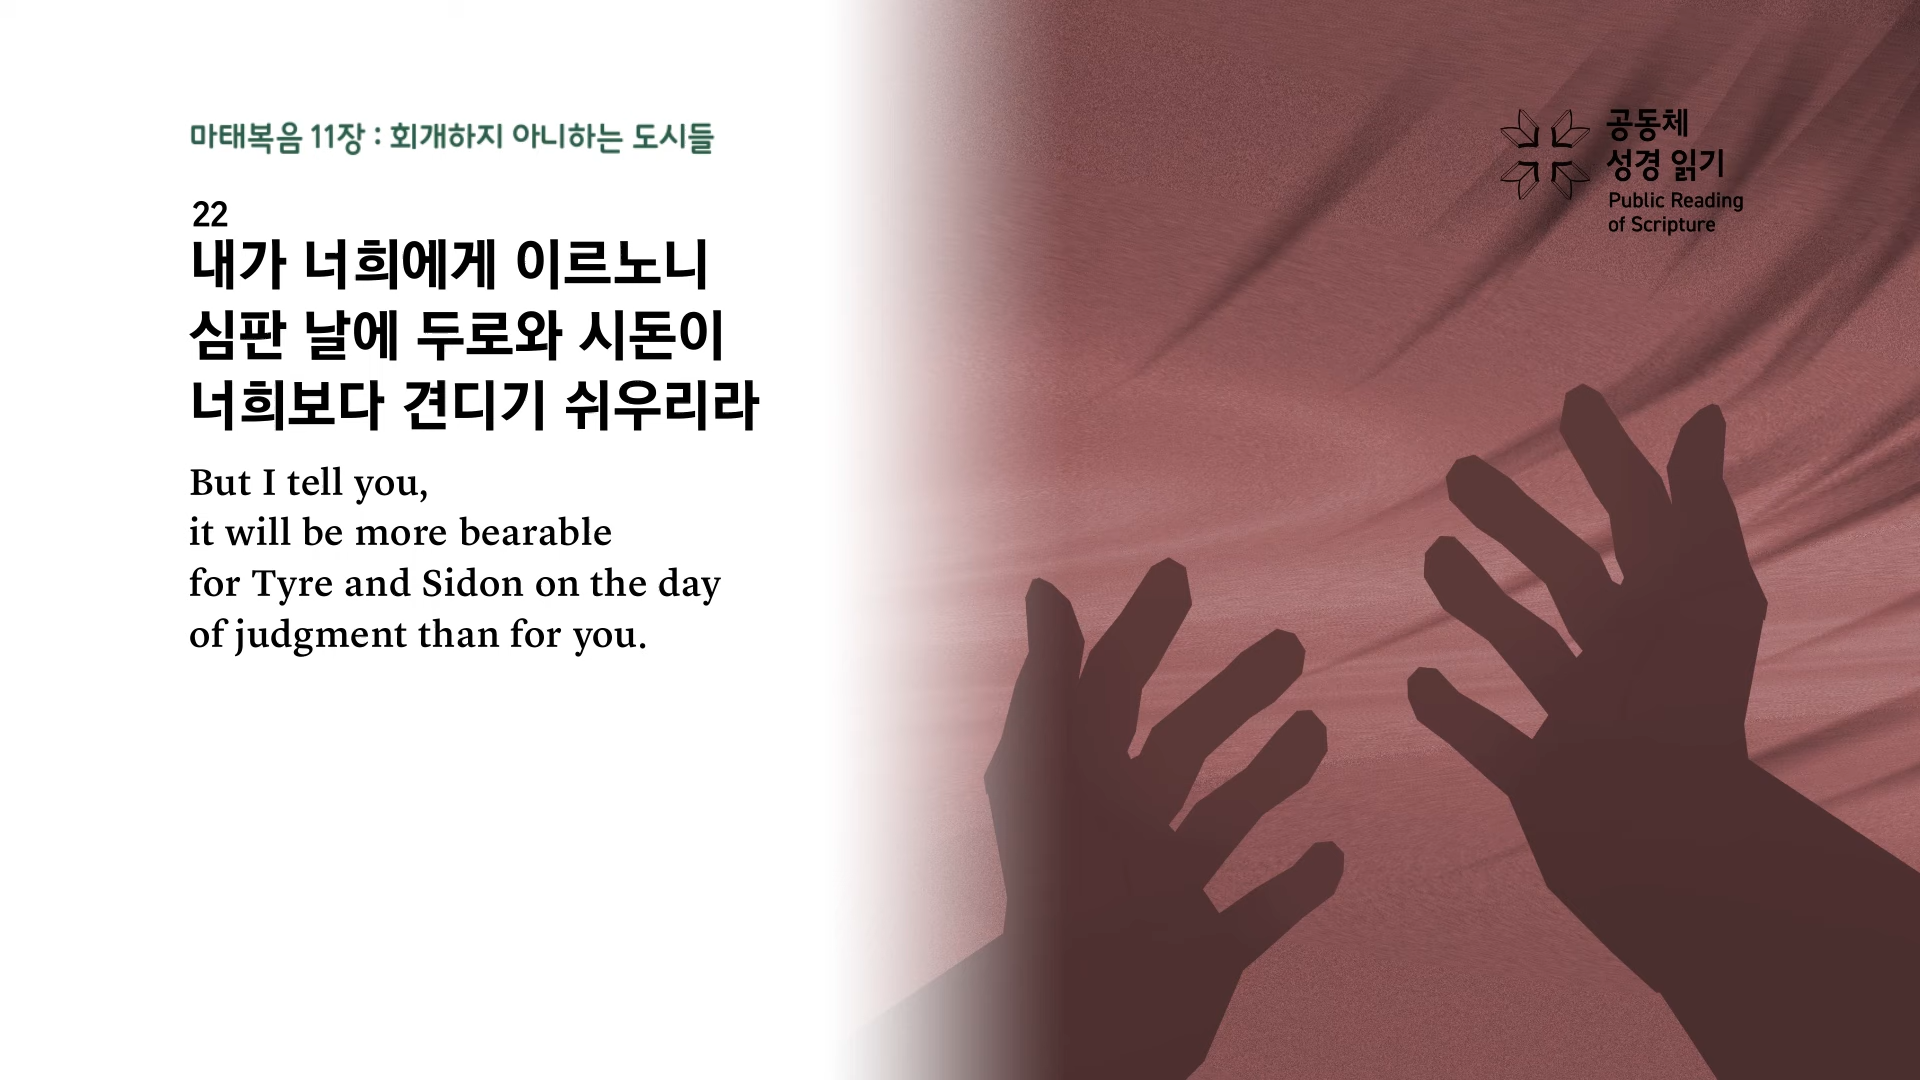 마태복음 11장 : 회개하지 아니하는 도시들
22
내가 너희에게 이르노니
심판 날에 두로와 시돈이
너희보다 견디기 쉬우리라
But I tell you,
it will be more bearable
for Tyre and Sidon on the day
of judgment than for you.
공동체
성경 읽기
Public Reading
of Scripture